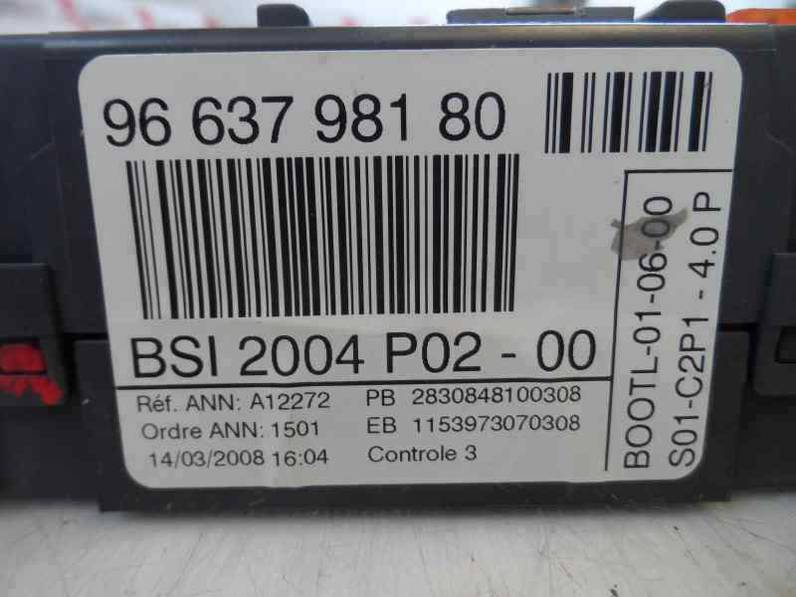 96 637 981 80
BSI 2004 P02 - 00
Réf. ANN: A12272 PB 2830848100308
Ordre ANN: 1501 EB 1153973070308
14/03/2008 16:04 Controle 3
BOOTL-01-06-00
S01-C2P1 - 4.0 P